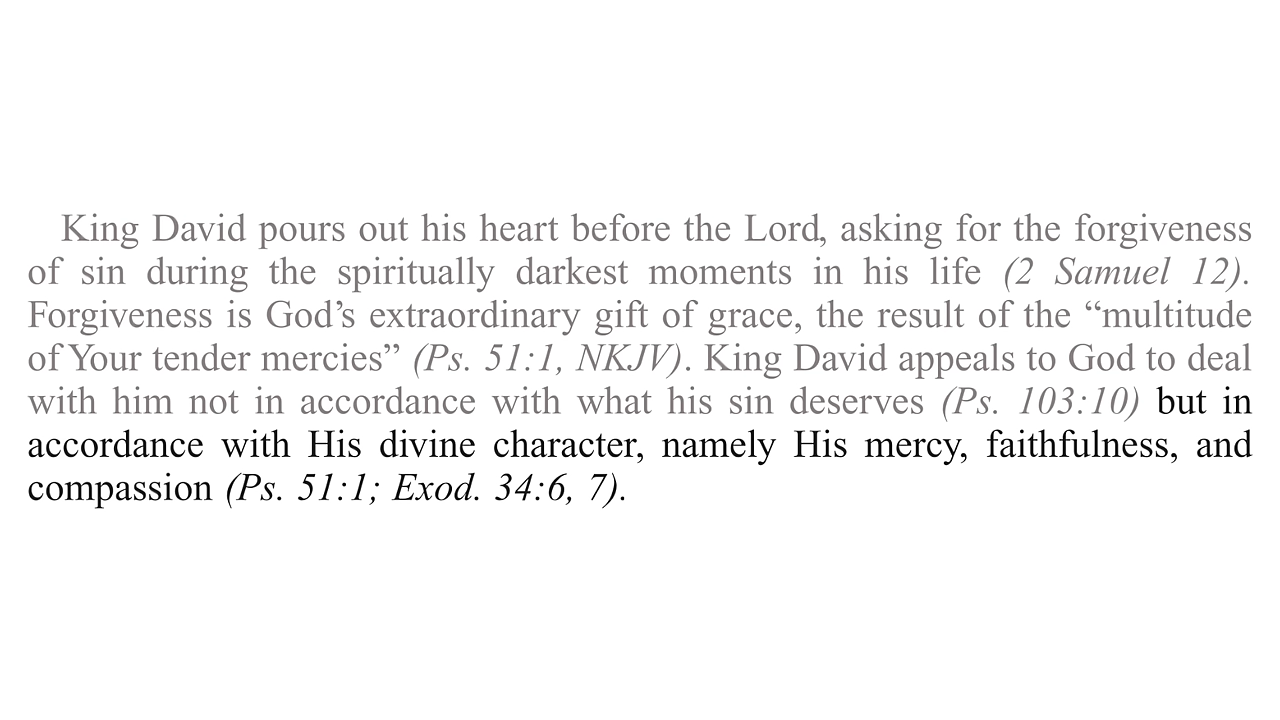 King David pours out his heart before the Lord, asking for the forgiveness
of sin during the spiritually darkest moments in his life (2 Samuel 12).
Forgiveness is God’s extraordinary gift of grace, the result of the “multitude
of Your tender mercies” (Ps. 51:1, NKJV). King David appeals to God to deal
with him not in accordance with what his sin deserves (Ps. 103:10) but in
accordance with His divine character, namely His mercy, faithfulness, and
compassion (Ps. 51:1; Exod. 34:6, 7).